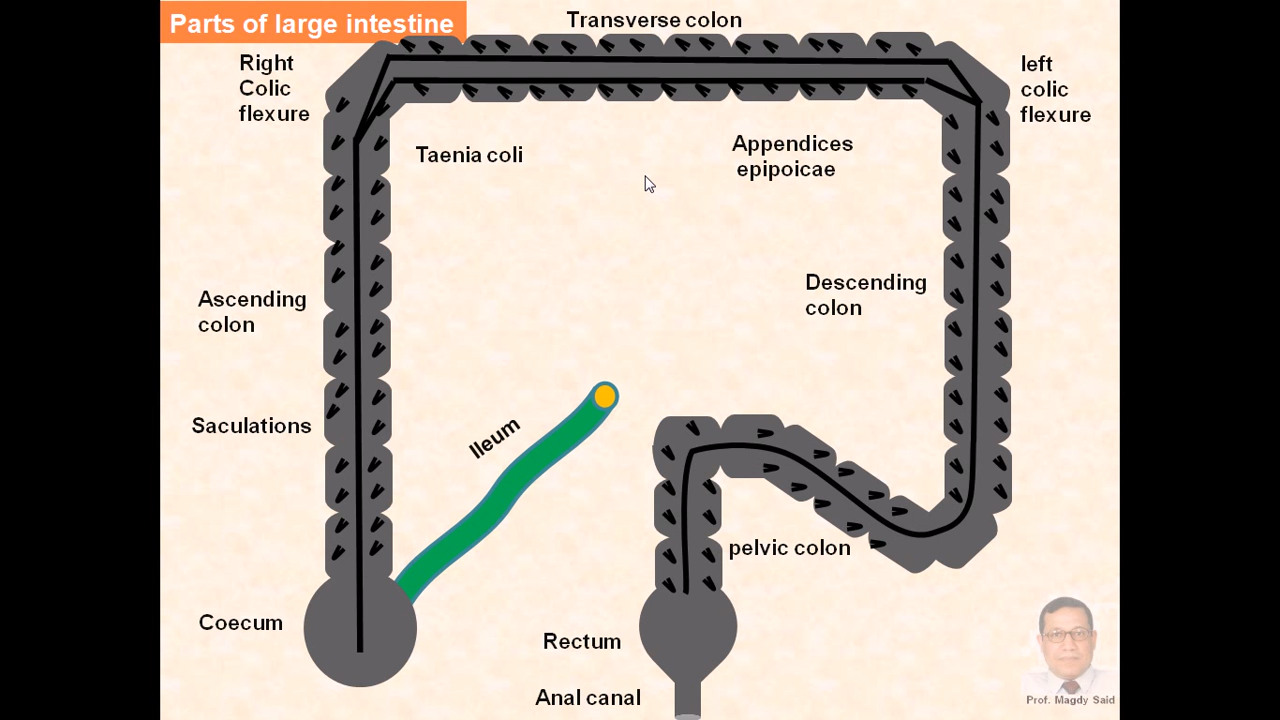 Parts of large intestine
Transverse colon
Right
Colic
flexure
left
colic
flexure
Taenia coli
Appendices
epipoicae
Ascending
colon
Descending
colon
Saculations
Ileum
pelvic colon
Coecum
Rectum
Anal canal
Prof. Magdy Said